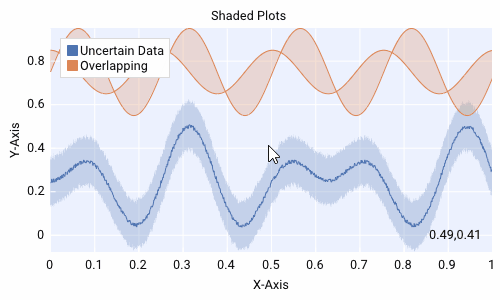 Shaded Plots
Uncertain Data
Overlapping
Y-Axis
0.8
0.6
0.4
0.2
0
0.49,0.41
0 0.1 0.2 0.3 0.4 0.5 0.6 0.7 0.8 0.9 1
X-Axis